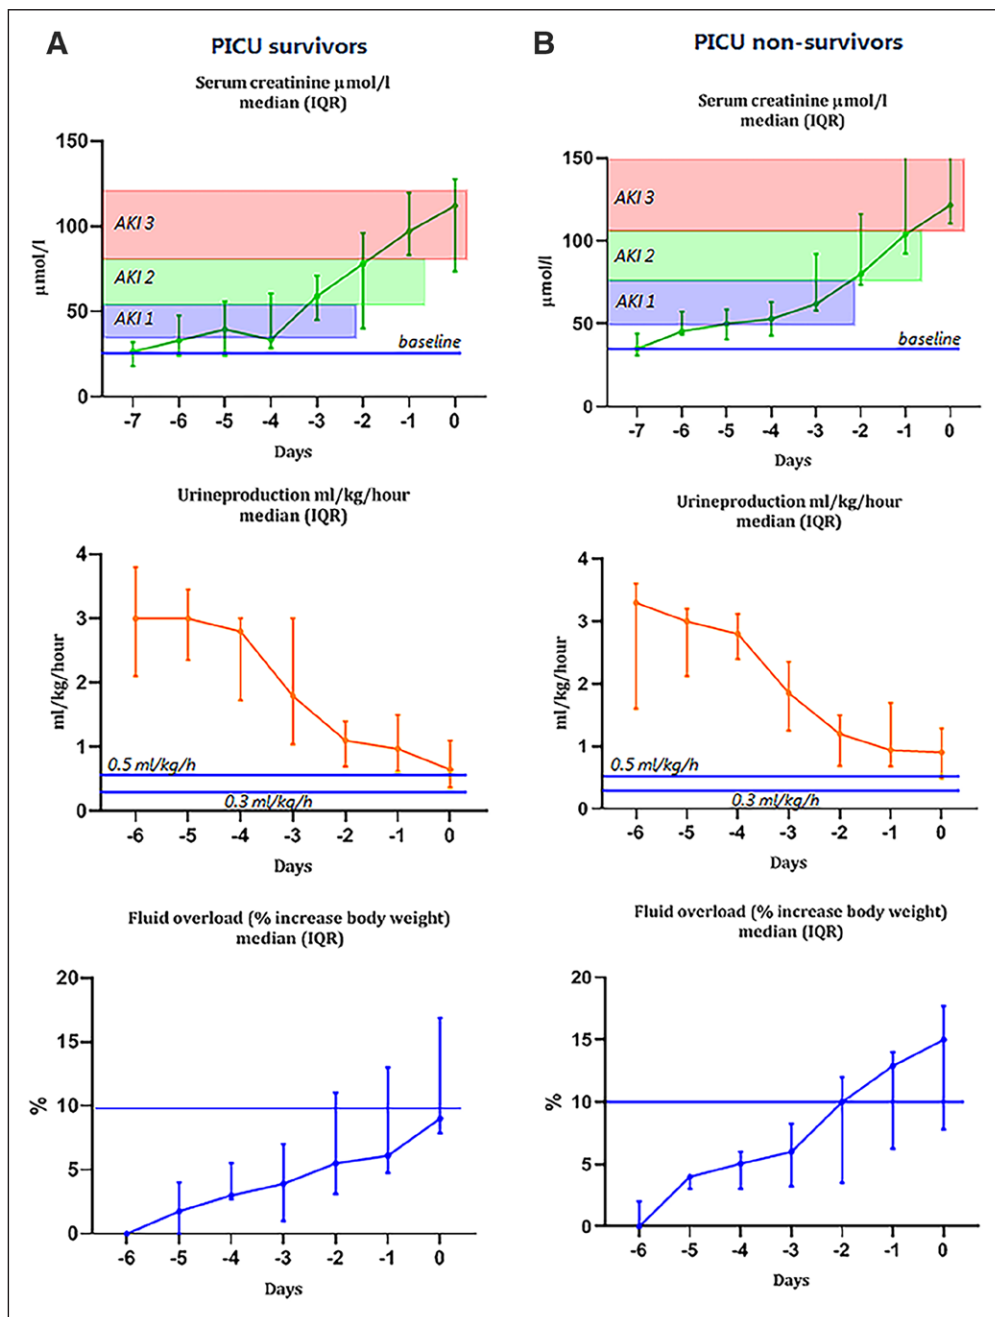 A
PICU survivors
Serum creatinine µmol/l
median (IQR)
150
100
50
0
µmol/l
AKI 3
AKI 2
AKI 1
baseline
-7 -6 -5 -4 -3 -2 -1 0
Days
Urineproduction ml/kg/hour
median (IQR)
4
3
2
1
0
ml/kg/hour
0.5 ml/kg/h
0.3 ml/kg/h
-6 -5 -4 -3 -2 -1 0
Days
Fluid overload (% increase body weight)
median (IQR)
20
15
10
5
0
%
-6 -5 -4 -3 -2 -1 0
Days
B
PICU non-survivors
Serum creatinine µmol/l
median (IQR)
150
100
50
0
µmol/l
AKI 3
AKI 2
AKI 1
baseline
-7 -6 -5 -4 -3 -2 -1 0
Days
Urineproduction ml/kg/hour
median (IQR)
4
3
2
1
0
ml/kg/hour
0.5 ml/kg/h
0.3 ml/kg/h
-6 -5 -4 -3 -2 -1 0
Days
Fluid overload (% increase body weight)
median (IQR)
20
15
10
5
0
%
-6 -5 -4 -3 -2 -1 0
Days